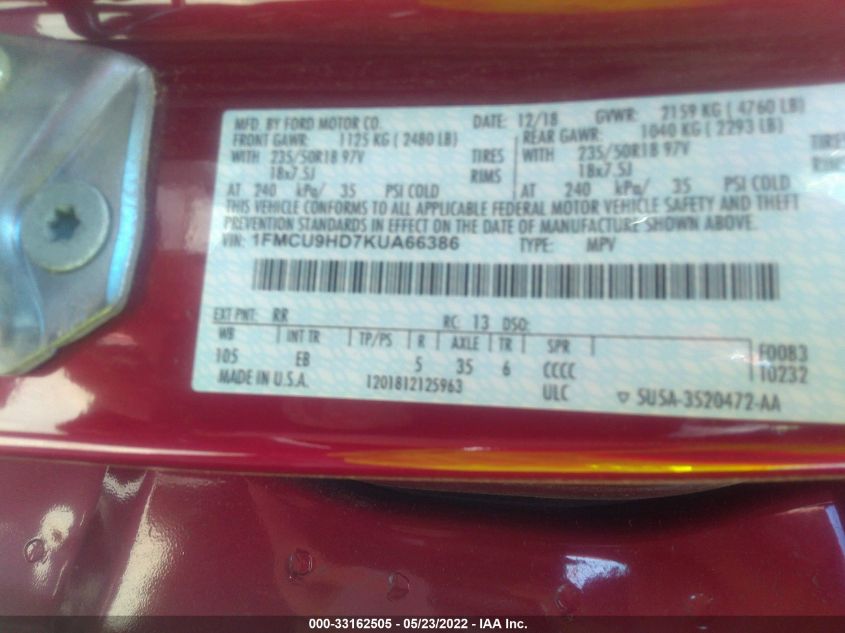 MFD. BY FORD MOTOR CO. DATE: 12/18 GVWR: 2159 KG ( 4760 LB)
FRONT GAWR: 1125 KG ( 2480 LB) REAR GAWR: 1040 KG ( 2293 LB)
WITH 235/50R18 97V TIRES WITH 235/50R18 97V TIRES
18x7.5J RIMS 18x7.5J RIMS
AT 240 kPa/ 35 PSI COLD AT 240 kPa/ 35 PSI COLD
THIS VEHICLE CONFORMS TO ALL APPLICABLE FEDERAL MOTOR VEHICLE SAFETY AND THEFT
PREVENTION STANDARDS IN EFFECT ON THE DATE OF MANUFACTURE SHOWN ABOVE.
VIN: 1FMCU9HD7KUA66386 TYPE: MPV
EXT PNT: RR RC: 13 DSO:
WB INT TR TP/PS R AXLE TR SPR F0083
105 EB 5 35 6 CCCC 10232
MADE IN U.S.A. 1201812125963 ULC ▽ 5U5A-3520472-AA
000-33162505 - 05/23/2022 - IAA Inc.